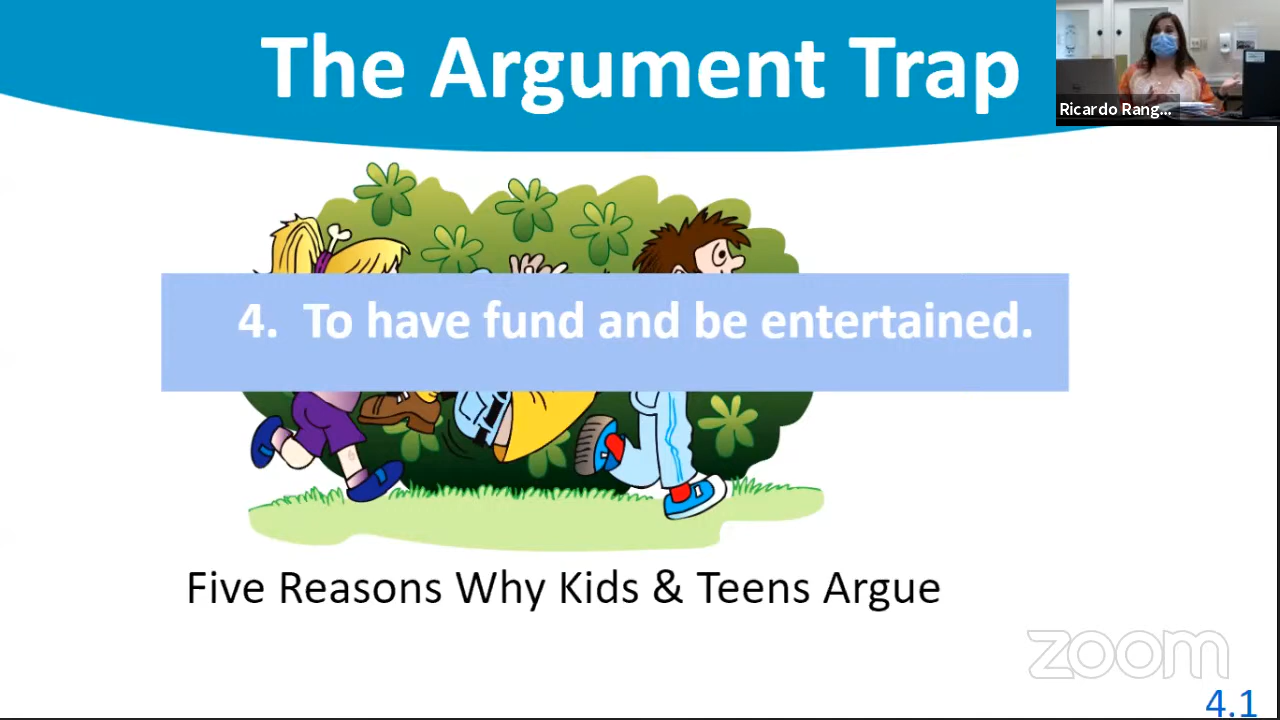 The Argument Trap
Ricardo Rang...
4. To have fund and be entertained.
Five Reasons Why Kids & Teens Argue
zoom
4.1